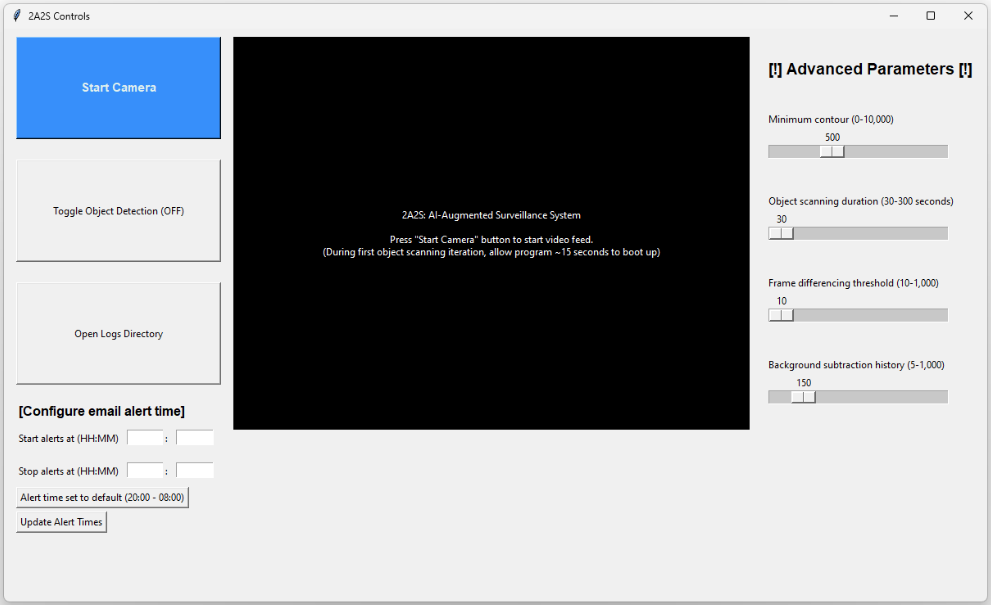 2A2S Controls
Start Camera
Toggle Object Detection (OFF)
Open Logs Directory
[Configure email alert time]
Start alerts at (HH:MM) :
Stop alerts at (HH:MM) :
Alert time set to default (20:00 - 08:00)
Update Alert Times
2A2S: AI-Augmented Surveillance System
Press "Start Camera" button to start video feed.
(During first object scanning iteration, allow program ~15 seconds to boot up)
[!] Advanced Parameters [!]
Minimum contour (0-10,000)
500
Object scanning duration (30-300 seconds)
30
Frame differencing threshold (10-1,000)
10
Background subtraction history (5-1,000)
150